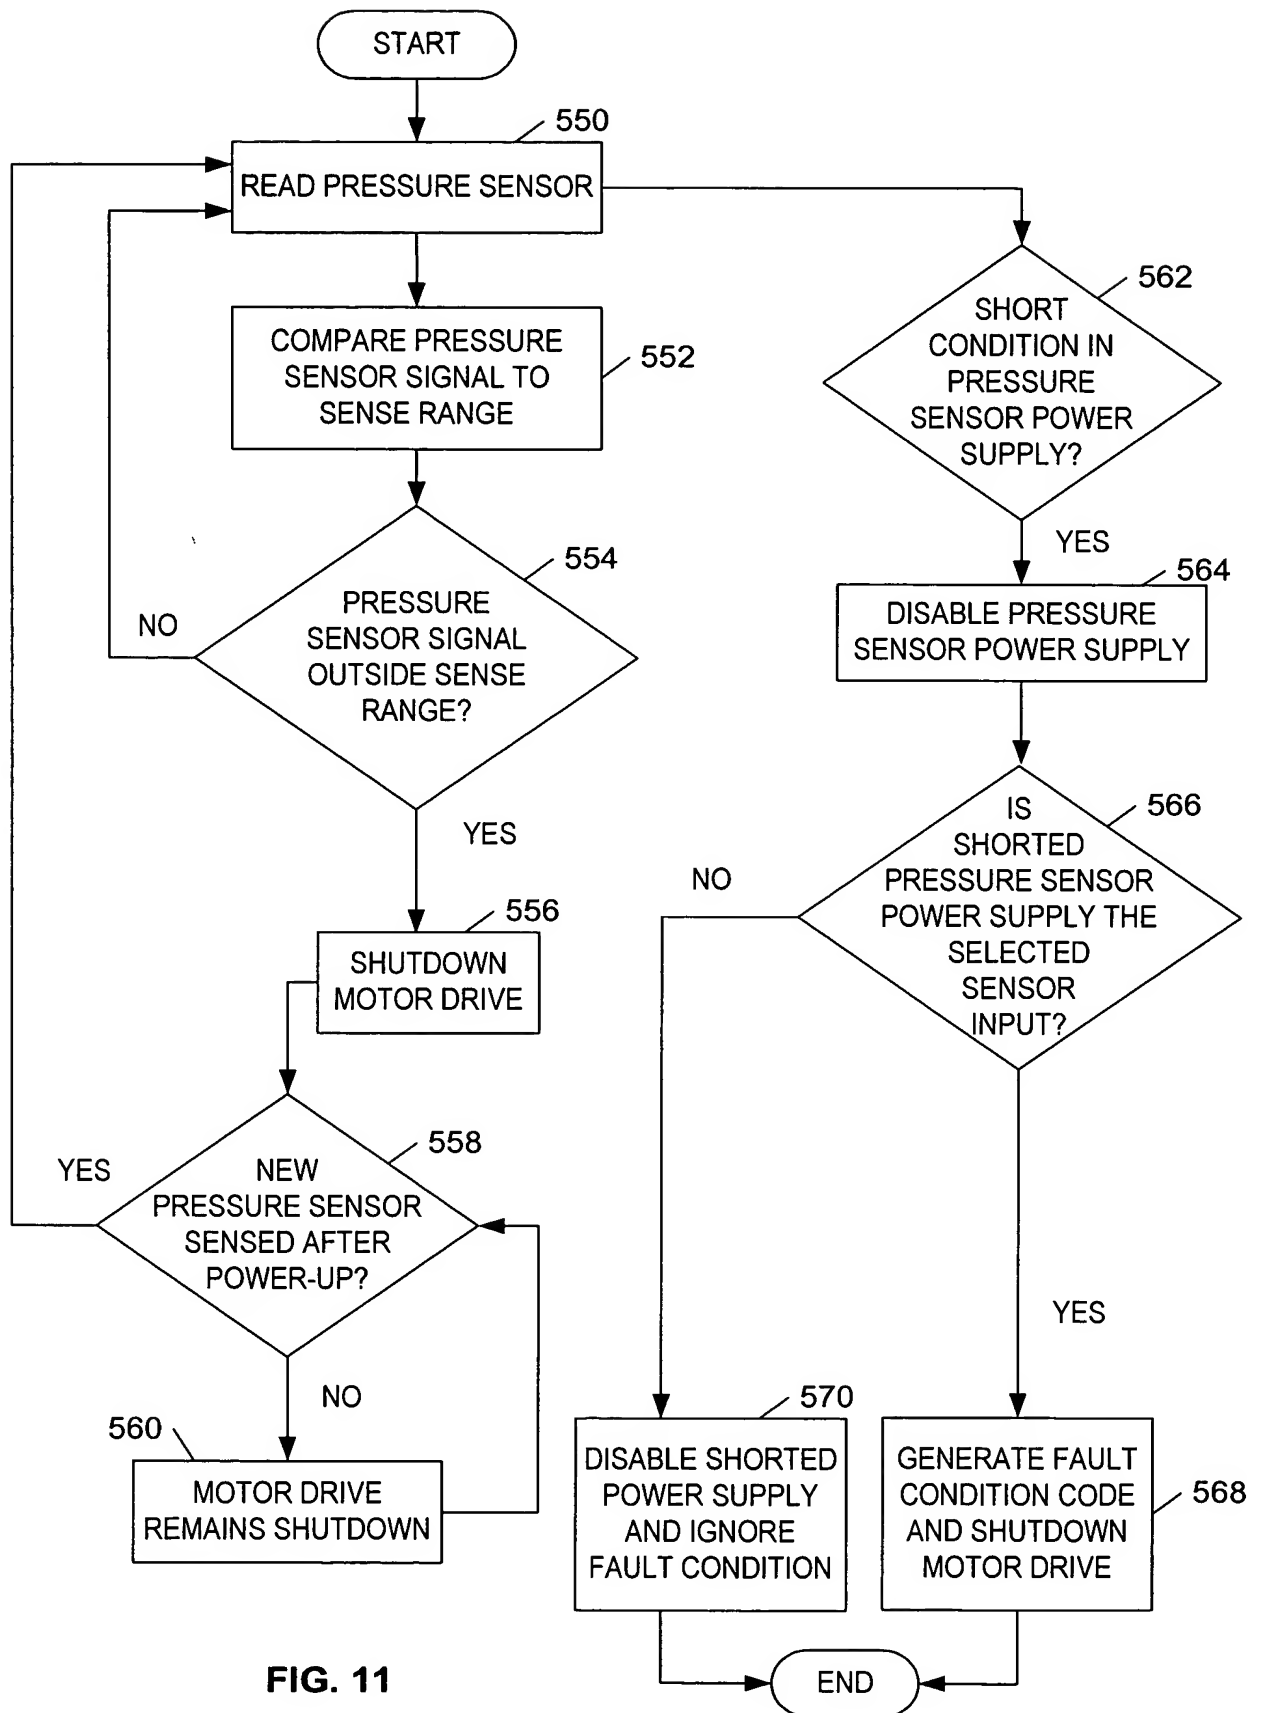 START
550
READ PRESSURE SENSOR
COMPARE PRESSURE
SENSOR SIGNAL TO
SENSE RANGE
552
554
PRESSURE
SENSOR SIGNAL
OUTSIDE SENSE
RANGE?
NO
YES
556
SHUTDOWN
MOTOR DRIVE
558
YES
NEW
PRESSURE SENSOR
SENSED AFTER
POWER-UP?
NO
560
MOTOR DRIVE
REMAINS SHUTDOWN
562
SHORT
CONDITION IN
PRESSURE
SENSOR POWER
SUPPLY?
YES
564
DISABLE PRESSURE
SENSOR POWER SUPPLY
566
IS
SHORTED
PRESSURE SENSOR
POWER SUPPLY THE
SELECTED
SENSOR
INPUT?
NO
YES
570
DISABLE SHORTED
POWER SUPPLY
AND IGNORE
FAULT CONDITION
GENERATE FAULT
CONDITION CODE
AND SHUTDOWN
MOTOR DRIVE
568
END
FIG. 11